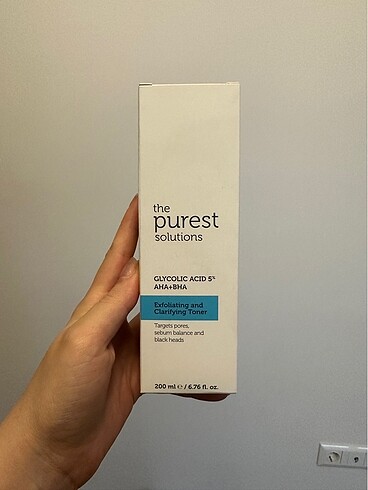 the
purest
solutions
GLYCOLIC ACID 5%
AHA+BHA
Exfoliating and
Clarifying Toner
Targets pores,
sebum balance and
black heads
200 ml ℮ / 6.76 fl. oz.